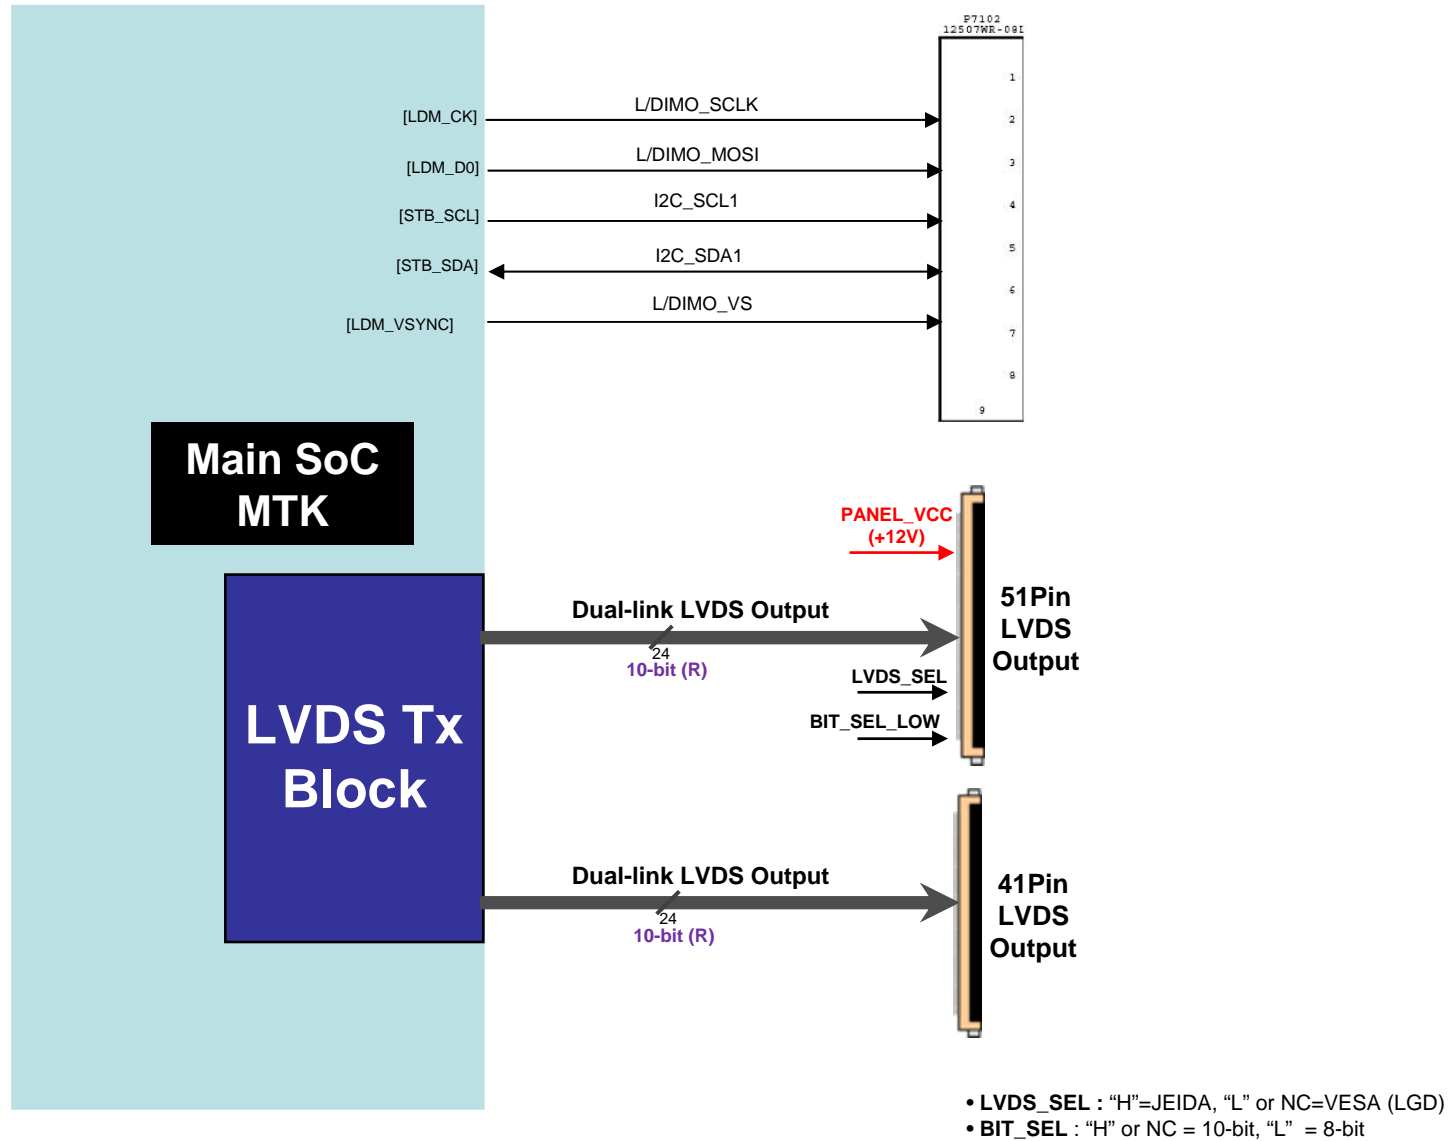 P7102
12507WR-08L
1
[LDM_CK]
L/DIMO_SCLK
2
[LDM_D0]
L/DIMO_MOSI
3
[STB_SCL]
I2C_SCL1
4
[STB_SDA]
I2C_SDA1
5
6
[LDM_VSYNC]
L/DIMO_VS
7
8
9
Main SoC
MTK
PANEL_VCC
(+12V)
LVDS Tx
Block
Dual-link LVDS Output
24
10-bit (R)
LVDS_SEL
BIT_SEL_LOW
51Pin
LVDS
Output
Dual-link LVDS Output
24
10-bit (R)
41Pin
LVDS
Output
• LVDS_SEL : “H”=JEIDA, “L” or NC=VESA (LGD)
• BIT_SEL : “H” or NC = 10-bit, “L” = 8-bit